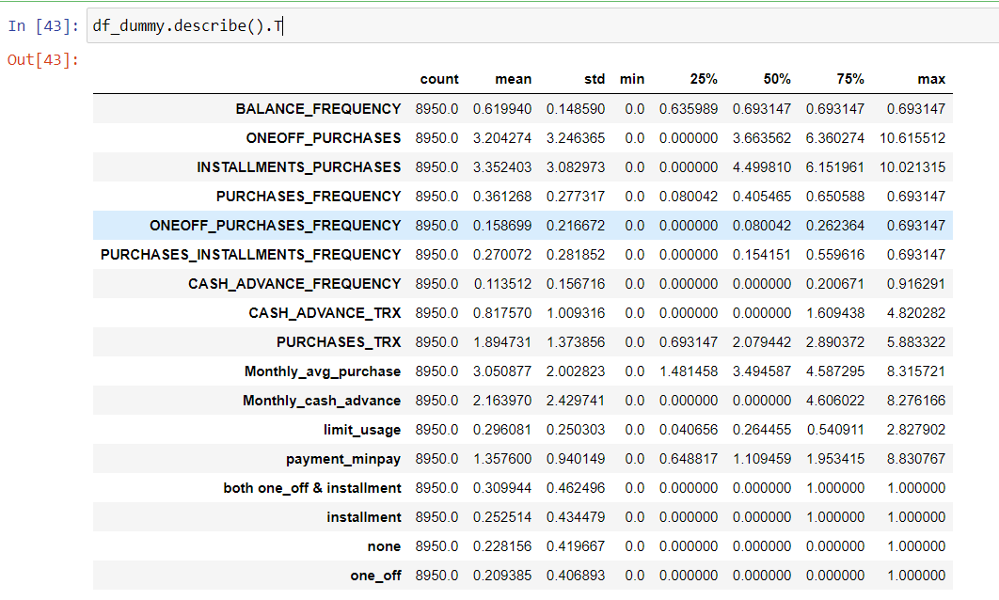 In [43]: df_dummy.describe().T
Out[43]:
count mean std min 25% 50% 75% max
BALANCE_FREQUENCY 8950.0 0.619940 0.148590 0.0 0.635989 0.693147 0.693147 0.693147
ONEOFF_PURCHASES 8950.0 3.204274 3.246365 0.0 0.000000 3.663562 6.360274 10.615512
INSTALLMENTS_PURCHASES 8950.0 3.352403 3.082973 0.0 0.000000 4.499810 6.151961 10.021315
PURCHASES_FREQUENCY 8950.0 0.361268 0.277317 0.0 0.080042 0.405465 0.650588 0.693147
ONEOFF_PURCHASES_FREQUENCY 8950.0 0.158699 0.216672 0.0 0.000000 0.080042 0.262364 0.693147
PURCHASES_INSTALLMENTS_FREQUENCY 8950.0 0.270072 0.281852 0.0 0.000000 0.154151 0.559616 0.693147
CASH_ADVANCE_FREQUENCY 8950.0 0.113512 0.156716 0.0 0.000000 0.000000 0.200671 0.916291
CASH_ADVANCE_TRX 8950.0 0.817570 1.009316 0.0 0.000000 0.000000 1.609438 4.820282
PURCHASES_TRX 8950.0 1.894731 1.373856 0.0 0.693147 2.079442 2.890372 5.883322
Monthly_avg_purchase 8950.0 3.050877 2.002823 0.0 1.481458 3.494587 4.587295 8.315721
Monthly_cash_advance 8950.0 2.163970 2.429741 0.0 0.000000 0.000000 4.606022 8.276166
limit_usage 8950.0 0.296081 0.250303 0.0 0.040656 0.264455 0.540911 2.827902
payment_minpay 8950.0 1.357600 0.940149 0.0 0.648817 1.109459 1.953415 8.830767
both one_off & installment 8950.0 0.309944 0.462496 0.0 0.000000 0.000000 1.000000 1.000000
installment 8950.0 0.252514 0.434479 0.0 0.000000 0.000000 1.000000 1.000000
none 8950.0 0.228156 0.419667 0.0 0.000000 0.000000 0.000000 1.000000
one_off 8950.0 0.209385 0.406893 0.0 0.000000 0.000000 0.000000 1.000000